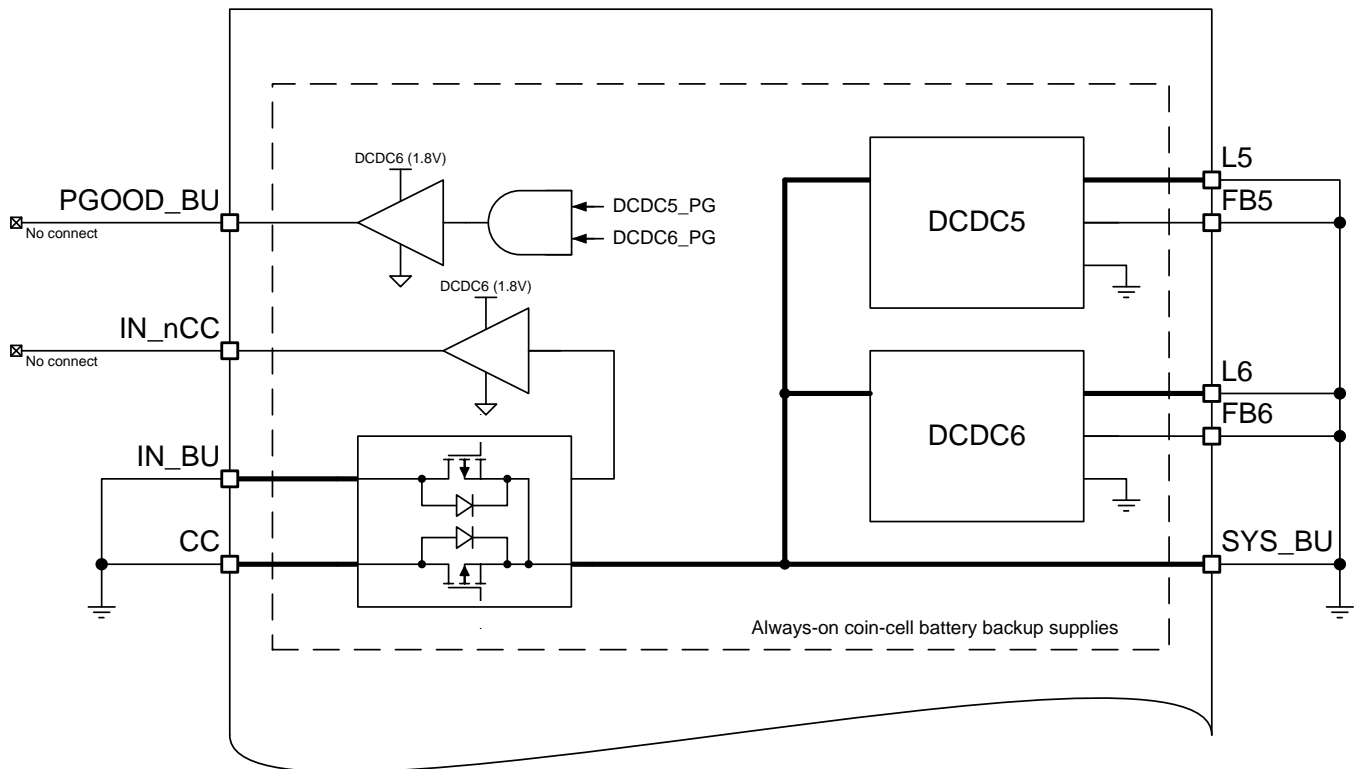 DCDC6 (1.8V)
PGOOD_BU
No connect
DCDC5_PG
DCDC6_PG
DCDC5
L5
FB5
DCDC6 (1.8V)
IN_nCC
No connect
DCDC6
L6
FB6
IN_BU
CC
SYS_BU
Always-on coin-cell battery backup supplies